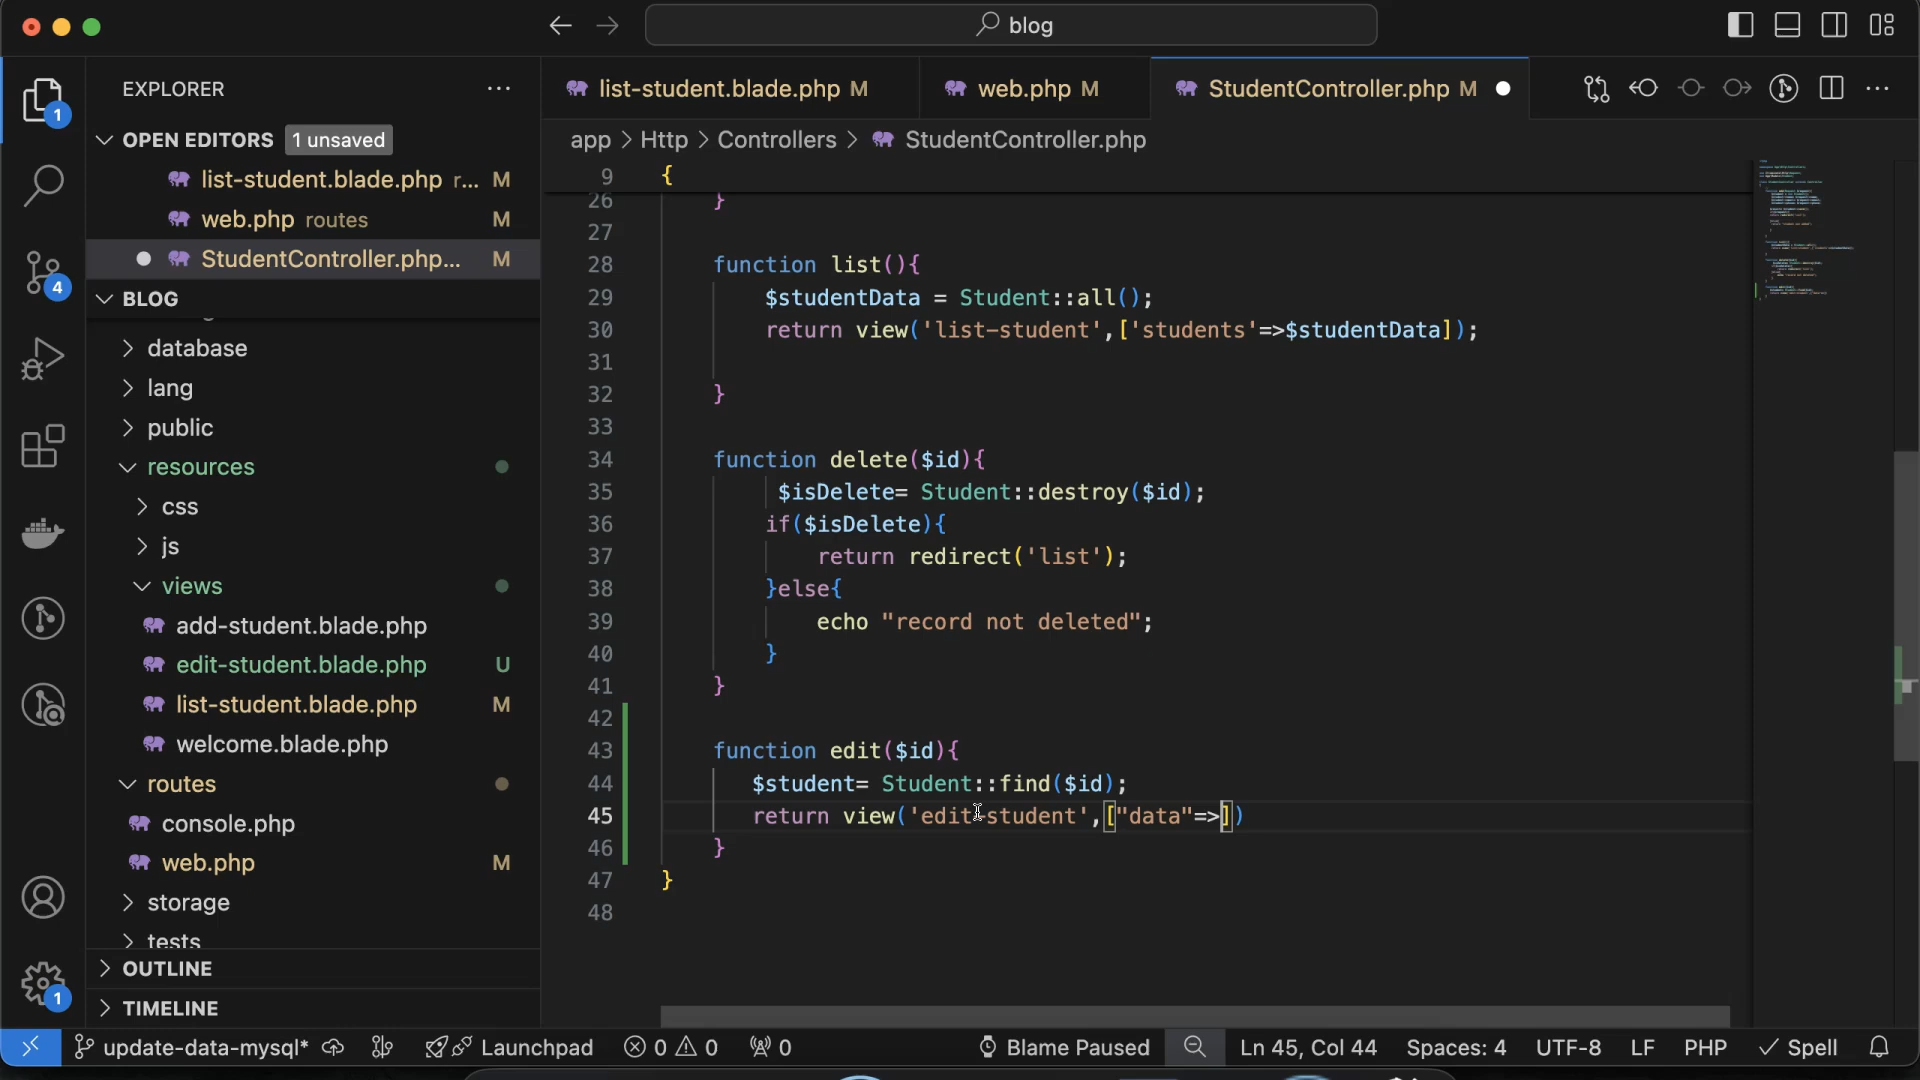 blog
EXPLORER
OPEN EDITORS 1 unsaved
list-student.blade.php r... M
web.php routes M
StudentController.php... M
BLOG
database
lang
public
resources
css
js
views
add-student.blade.php
edit-student.blade.php U
list-student.blade.php M
welcome.blade.php
routes
console.php
web.php M
storage
tests
OUTLINE
TIMELINE
list-student.blade.php M
web.php M
StudentController.php M
app > Http > Controllers > StudentController.php
9 {
26 }
27
28 function list(){
29 $studentData = Student::all();
30 return view('list-student',['students'=>$studentData]);
31
32 }
33
34 function delete($id){
35 $isDelete= Student::destroy($id);
36 if($isDelete){
37 return redirect('list');
38 }else{
39 echo "record not deleted";
40 }
41 }
42
43 function edit($id){
44 $student= Student::find($id);
45 return view('edit-student',["data"=>])
46 }
47 }
48
1
4
1
update-data-mysql* Launchpad 0 0 0 Blame Paused Ln 45, Col 44 Spaces: 4 UTF-8 LF PHP Spell